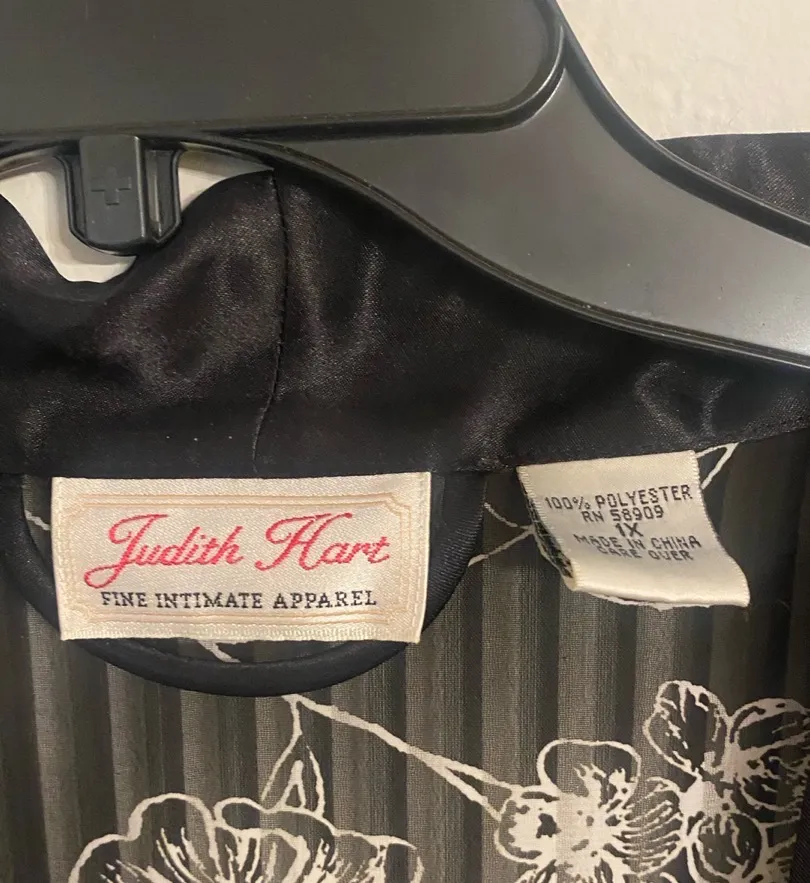 Judith Hart
FINE INTIMATE APPAREL
100% POLYESTER
RN 58909
1X
MADE IN CHINA
CARE OVER